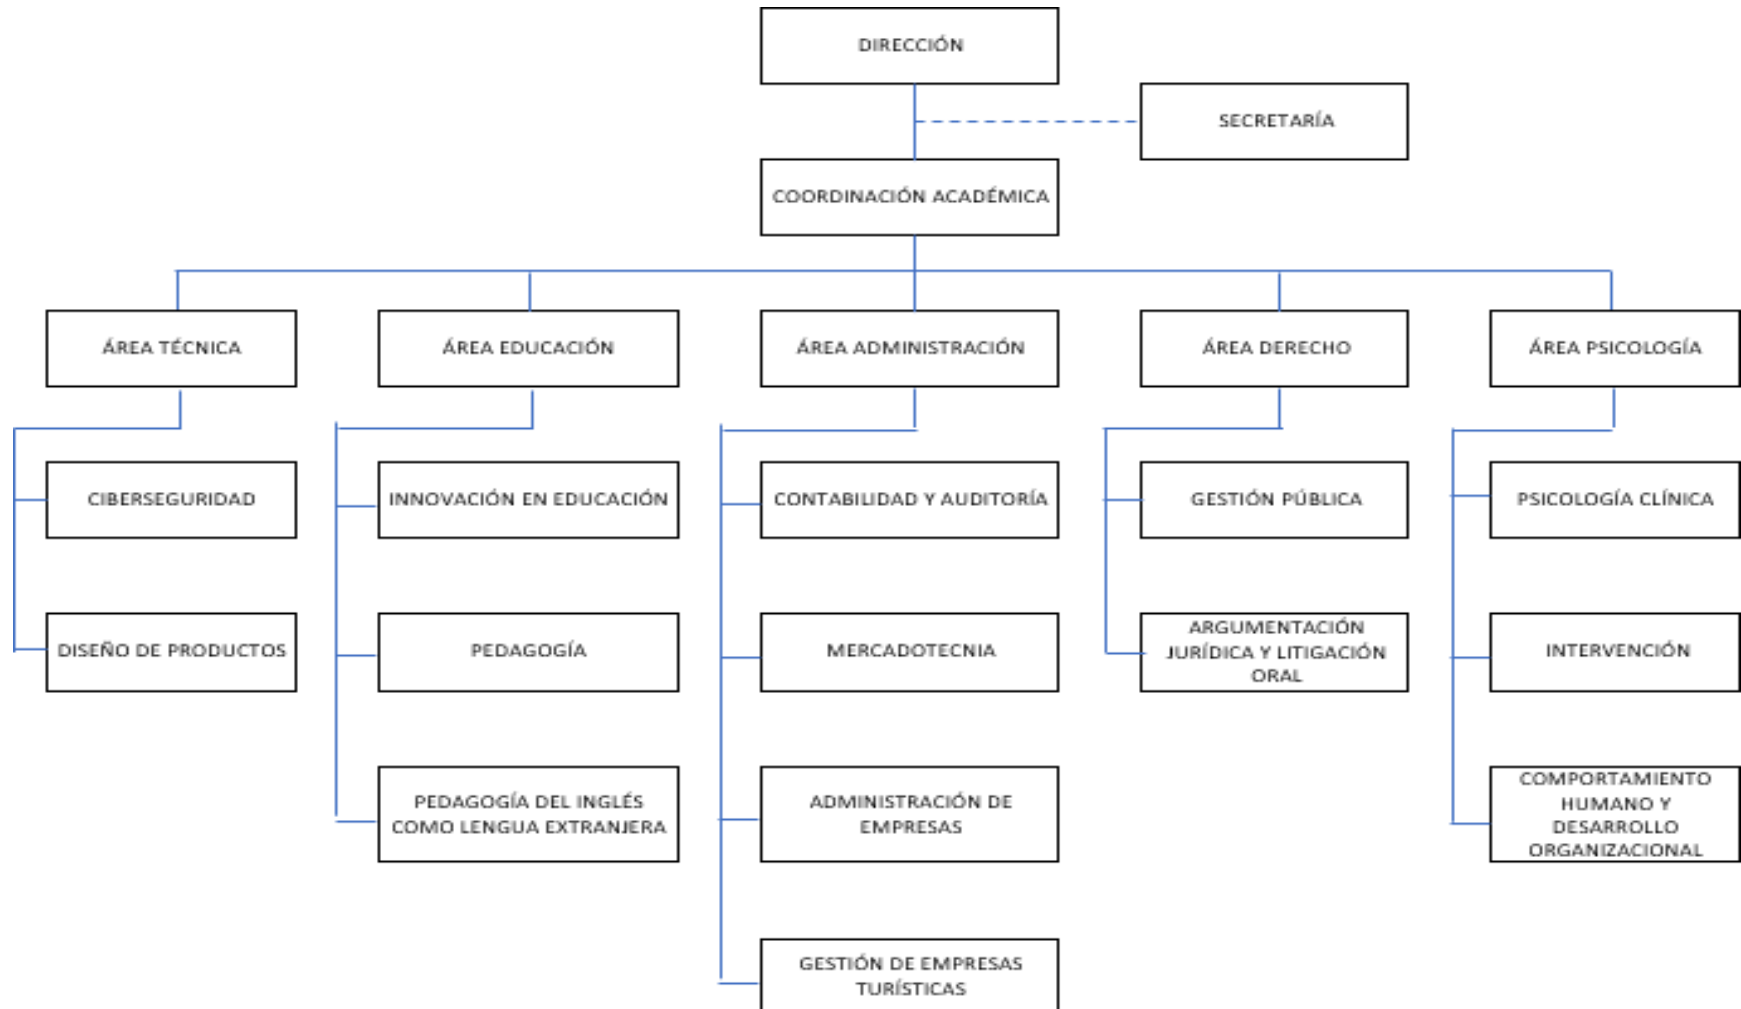 DIRECCIÓN
SECRETARÍA
COORDINACIÓN ACADÉMICA
ÁREA TÉCNICA
ÁREA EDUCACIÓN
ÁREA ADMINISTRACIÓN
ÁREA DERECHO
ÁREA PSICOLOGÍA
CIBERSEGURIDAD
INNOVACIÓN EN EDUCACIÓN
CONTABILIDAD Y AUDITORÍA
GESTIÓN PÚBLICA
PSICOLOGÍA CLÍNICA
DISEÑO DE PRODUCTOS
PEDAGOGÍA
MERCADOTECNIA
ARGUMENTACIÓN
JURÍDICA Y LITIGACIÓN
ORAL
INTERVENCIÓN
PEDAGOGÍA DEL INGLÉS
COMO LENGUA EXTRANJERA
ADMINISTRACIÓN DE
EMPRESAS
COMPORTAMIENTO
HUMANO Y
DESARROLLO
ORGANIZACIONAL
GESTIÓN DE EMPRESAS
TURÍSTICAS